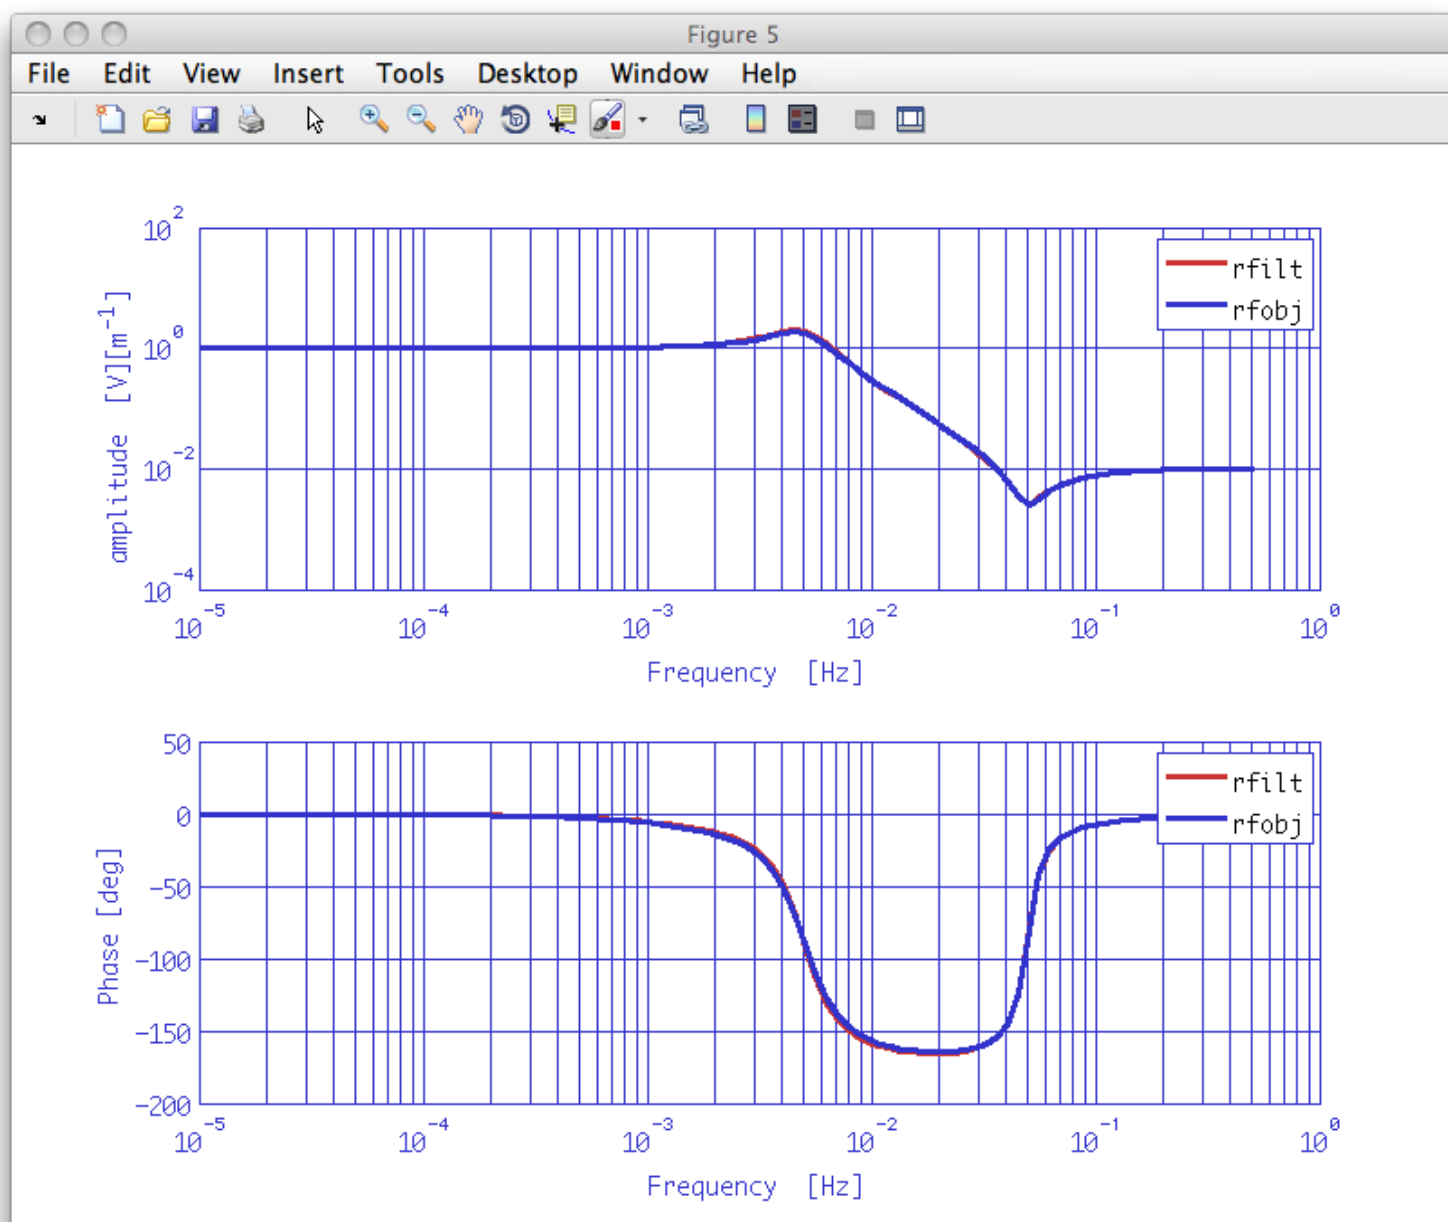 Figure 5
File Edit View Insert Tools Desktop Window Help
10^2
10^0
10^-2
10^-4
amplitude [V][m^-1]
rfilt
rfobj
10^-5 10^-4 10^-3 10^-2 10^-1 10^0
Frequency [Hz]
50
0
-50
-100
-150
-200
Phase [deg]
rfilt
rfobj
10^-5 10^-4 10^-3 10^-2 10^-1 10^0
Frequency [Hz]